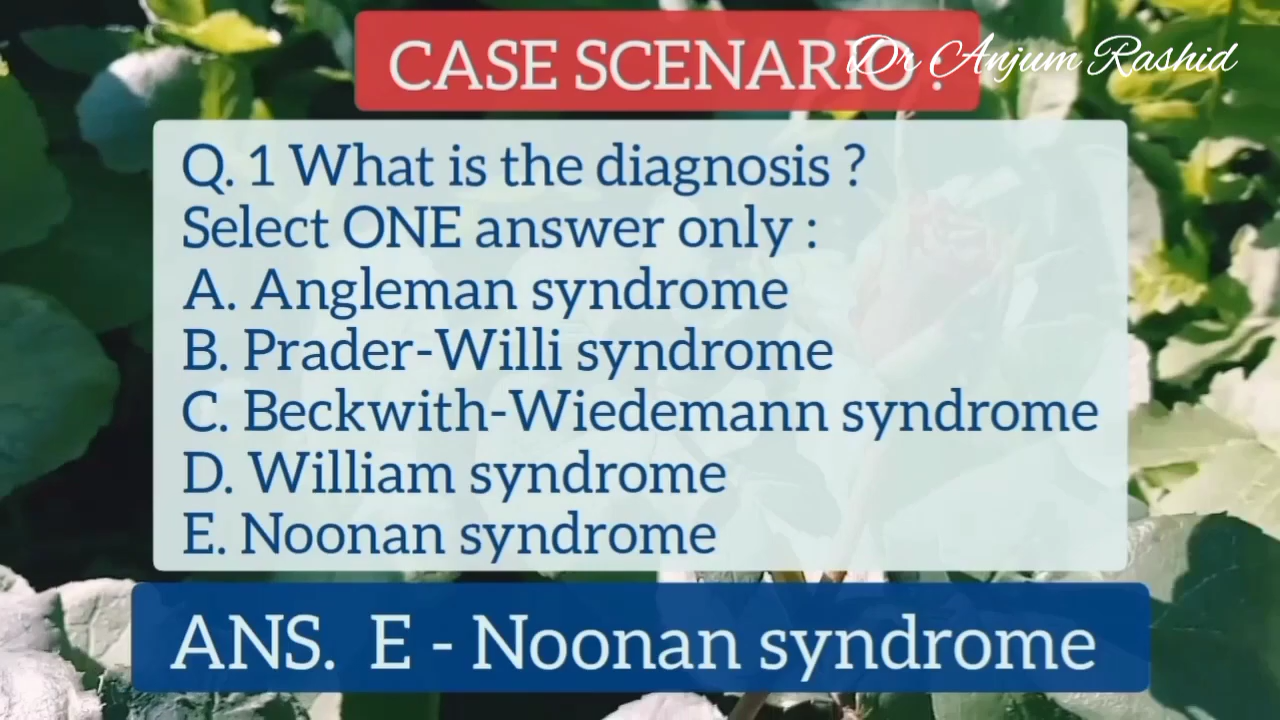 CASE SCENARIO :
Dr Anjum Rashid
Q. 1 What is the diagnosis ?
Select ONE answer only :
A. Angleman syndrome
B. Prader-Willi syndrome
C. Beckwith-Wiedemann syndrome
D. William syndrome
E. Noonan syndrome
ANS. E - Noonan syndrome